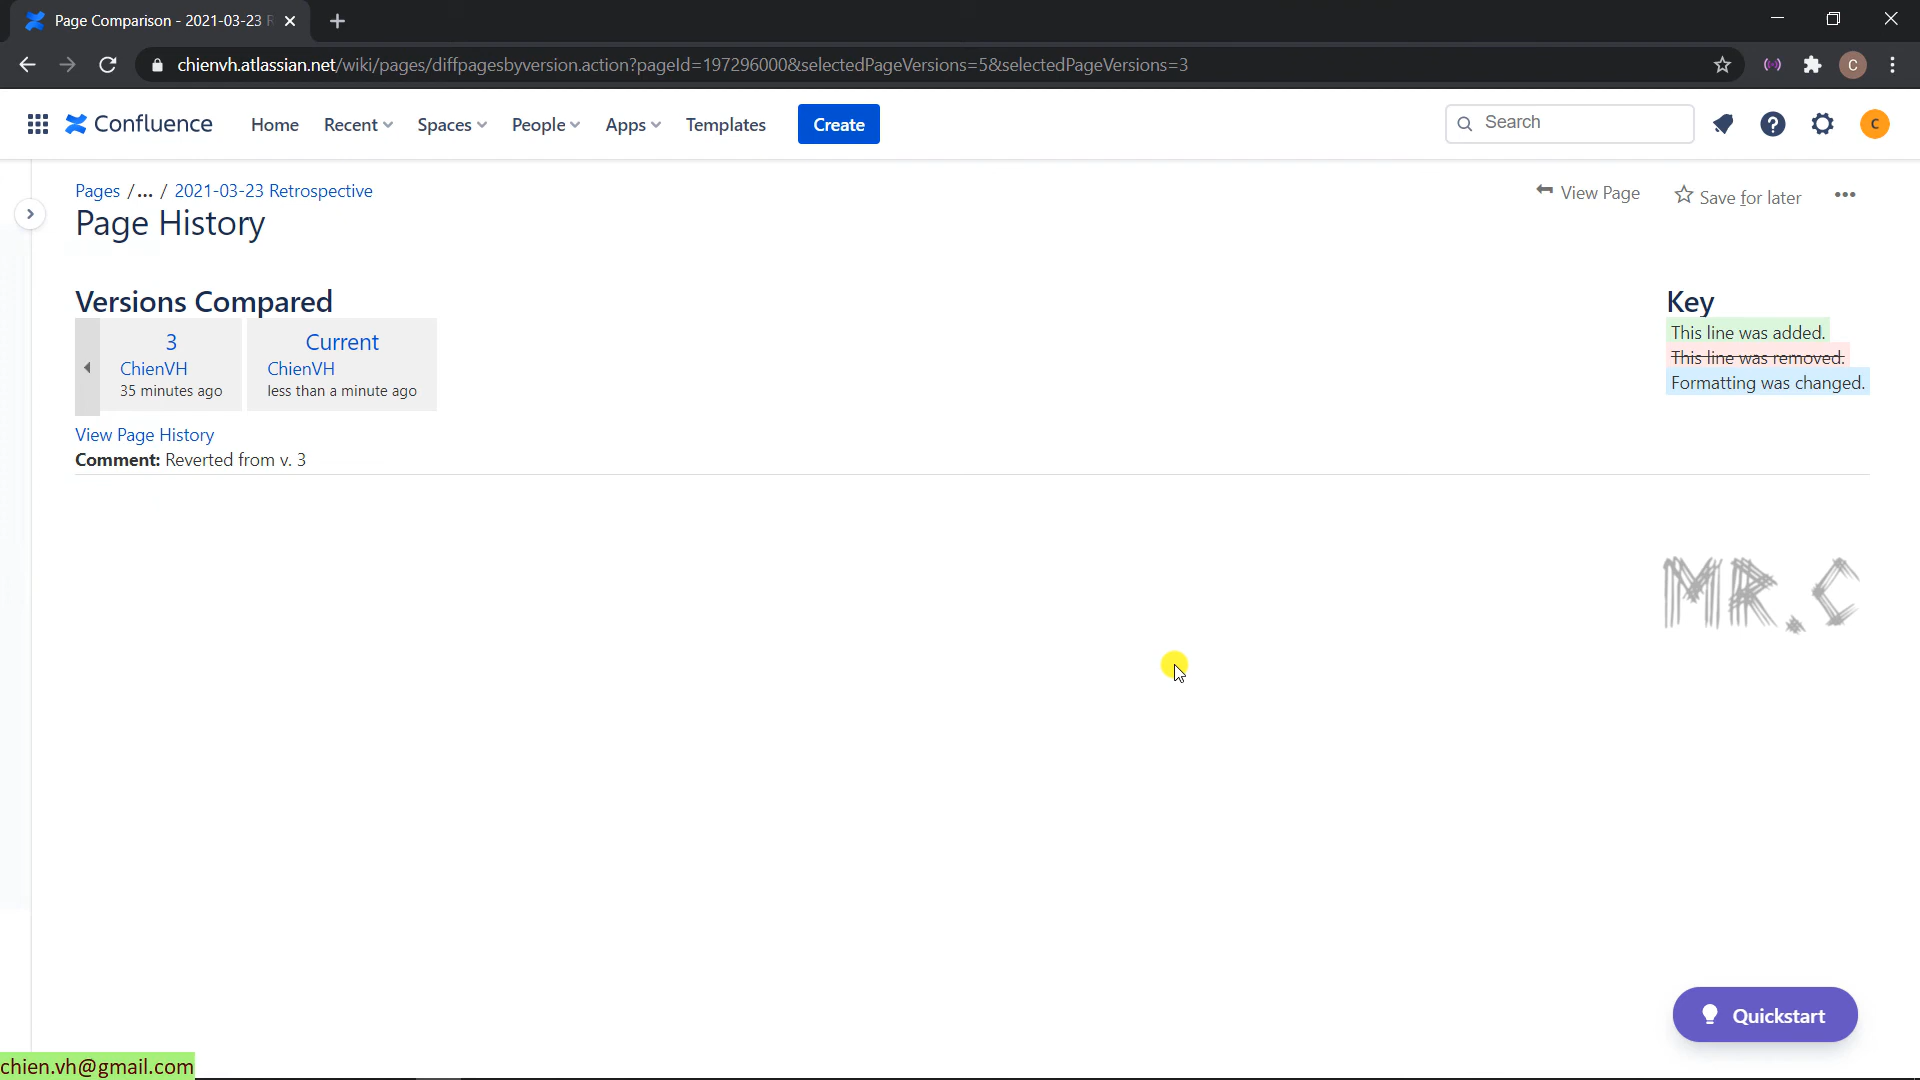 Page Comparison - 2021-03-23 R
chienvh.atlassian.net/wiki/pages/diffpagesbyversion.action?pageId=197296000&selectedPageVersions=5&selectedPageVersions=3
C
Confluence Home Recent Spaces People Apps Templates Create Search C
Pages /... / 2021-03-23 Retrospective
View Page Save for later •••
Page History
Versions Compared
Key
3 Current
ChienVH ChienVH
35 minutes ago less than a minute ago
This line was added.
This line was removed.
Formatting was changed.
View Page History
Comment: Reverted from v. 3
MR.C
Quickstart
chien.vh@gmail.com